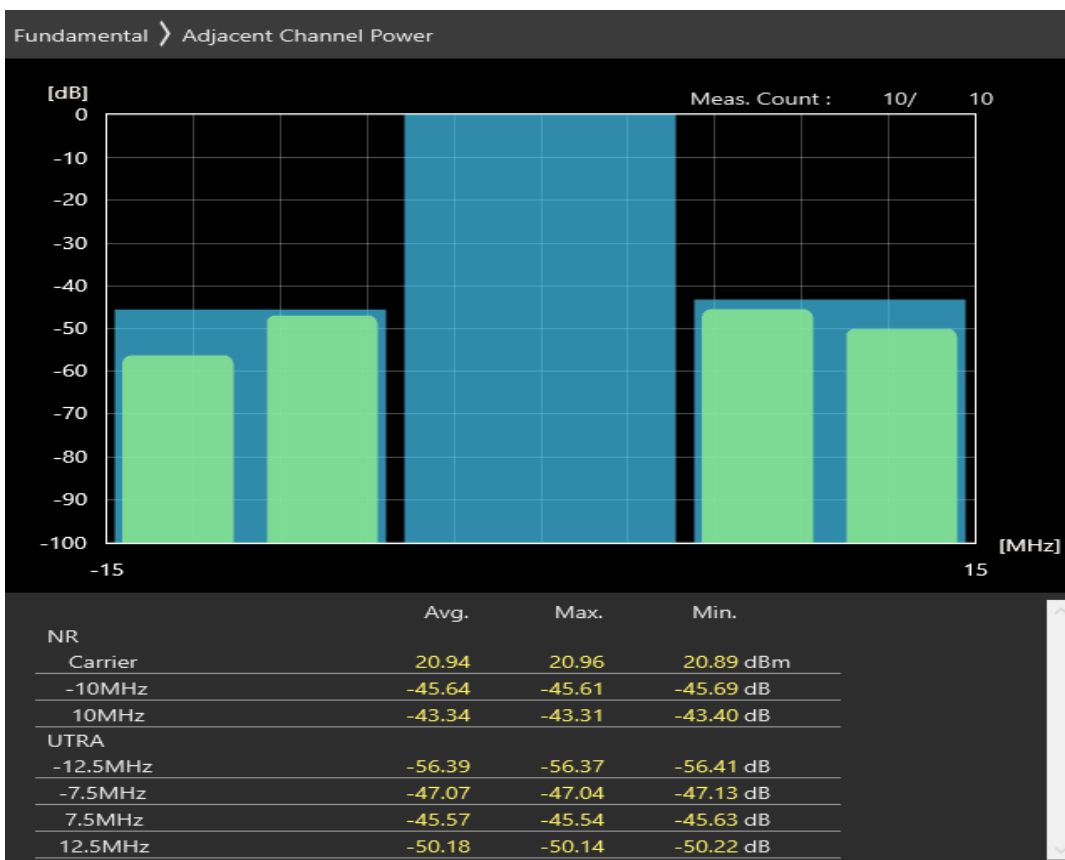 Fundamental 〉 Adjacent Channel Power
[dB]
Meas. Count : 10/ 10
0
-10
-20
-30
-40
-50
-60
-70
-80
-90
-100
[MHz]
-15 15
Avg. Max. Min.
NR
Carrier 20.94 20.96 20.89 dBm
-10MHz -45.64 -45.61 -45.69 dB
10MHz -43.34 -43.31 -43.40 dB
UTRA
-12.5MHz -56.39 -56.37 -56.41 dB
-7.5MHz -47.07 -47.04 -47.13 dB
7.5MHz -45.57 -45.54 -45.63 dB
12.5MHz -50.18 -50.14 -50.22 dB